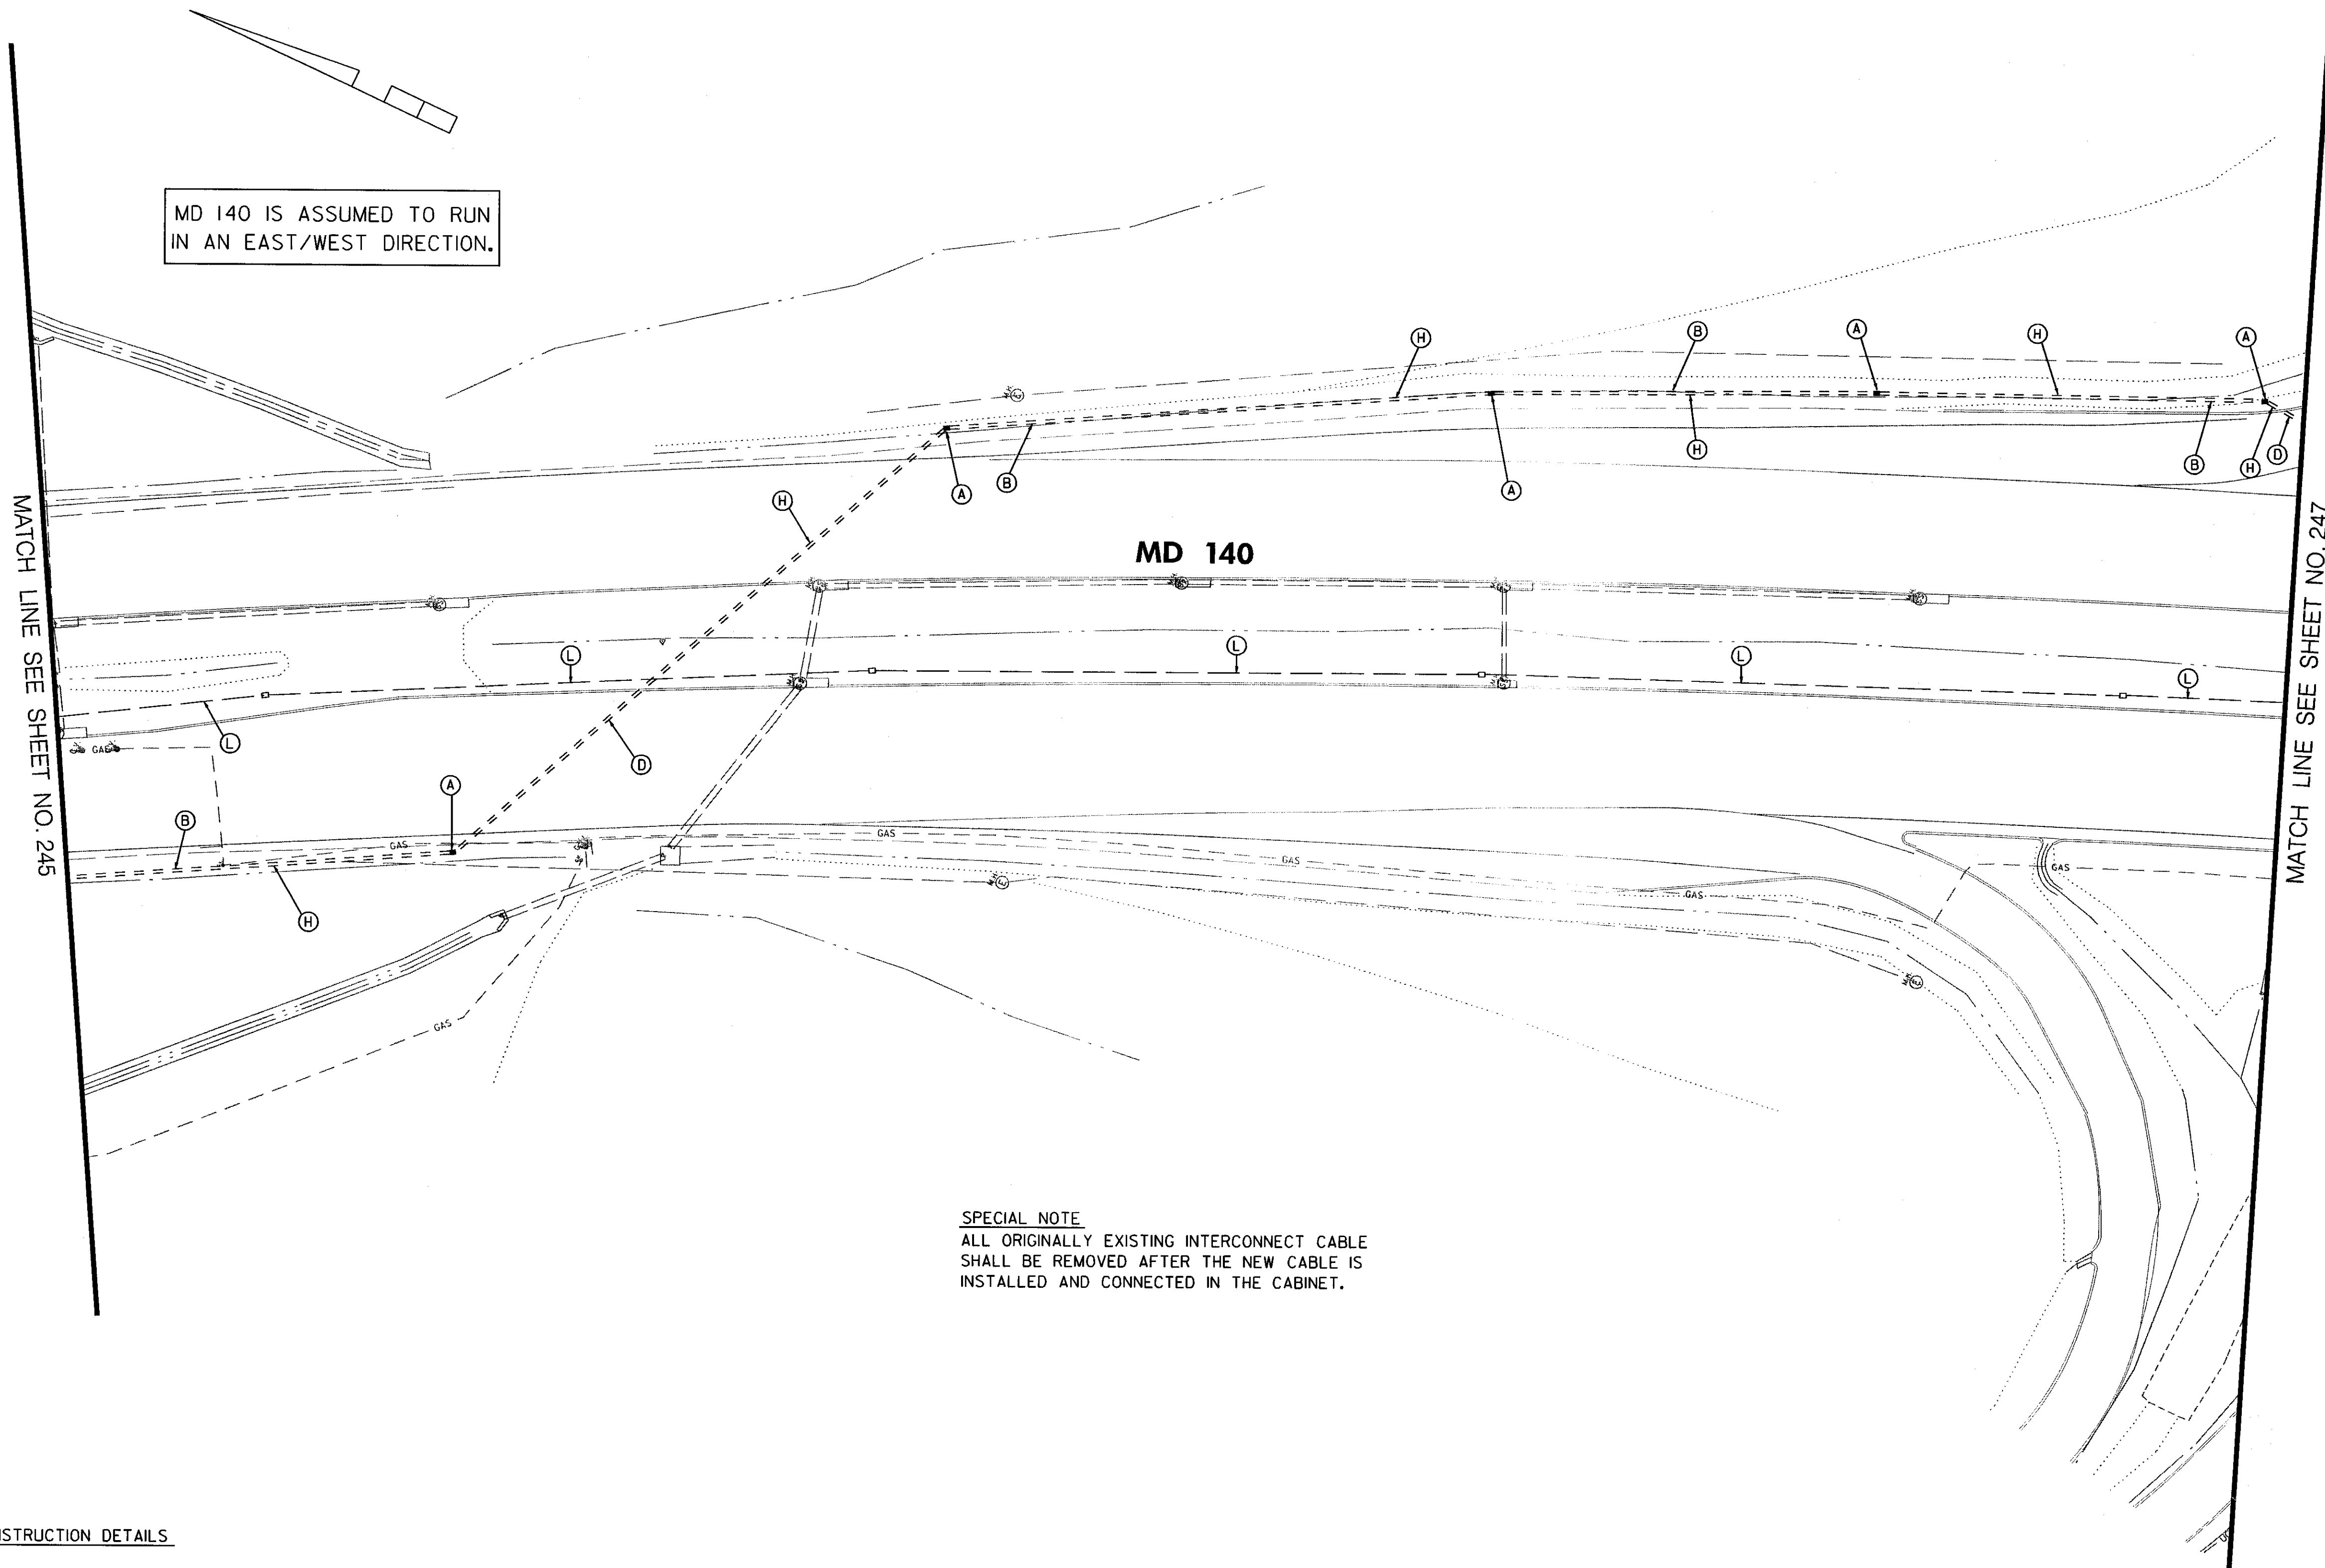 MD 140 IS ASSUMED TO RUN
IN AN EAST/WEST DIRECTION.
H
B
A
H
A
A
B
H
A
H
B
H
D
MD 140
MATCH LINE SEE SHEET NO. 245
MATCH LINE SEE SHEET NO. 247
L
L
L
L
L
GAS
D
A
B
GAS
GAS
GAS
GAS
GAS
H
GAS
SPECIAL NOTE
ALL ORIGINALLY EXISTING INTERCONNECT CABLE
SHALL BE REMOVED AFTER THE NEW CABLE IS
INSTALLED AND CONNECTED IN THE CABINET.
NSTRUCTION DETAILS